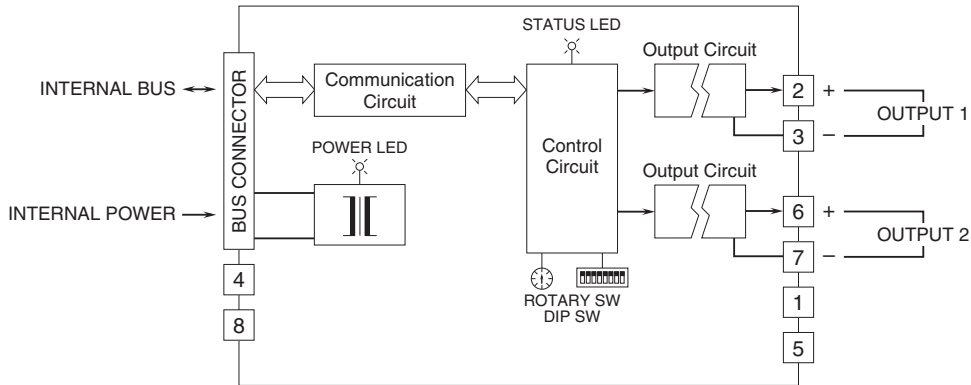 STATUS LED
Output Circuit
INTERNAL BUS
BUS CONNECTOR
Communication
Circuit
2 +
OUTPUT 1
3 –
POWER LED
Control
Circuit
Output Circuit
INTERNAL POWER
6 +
OUTPUT 2
7 –
4
8
ROTARY SW
DIP SW
1
5